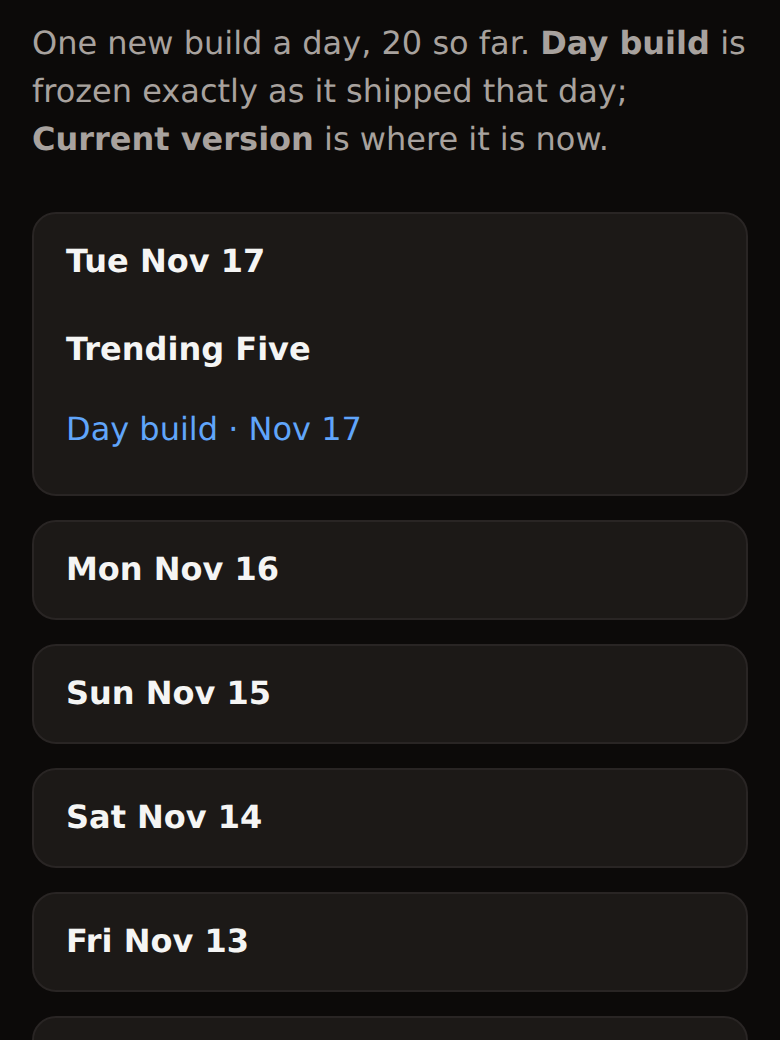 One new build a day, 20 so far. Day build is
frozen exactly as it shipped that day;
Current version is where it is now.
Tue Nov 17
Trending Five
Day build · Nov 17
Mon Nov 16
Sun Nov 15
Sat Nov 14
Fri Nov 13